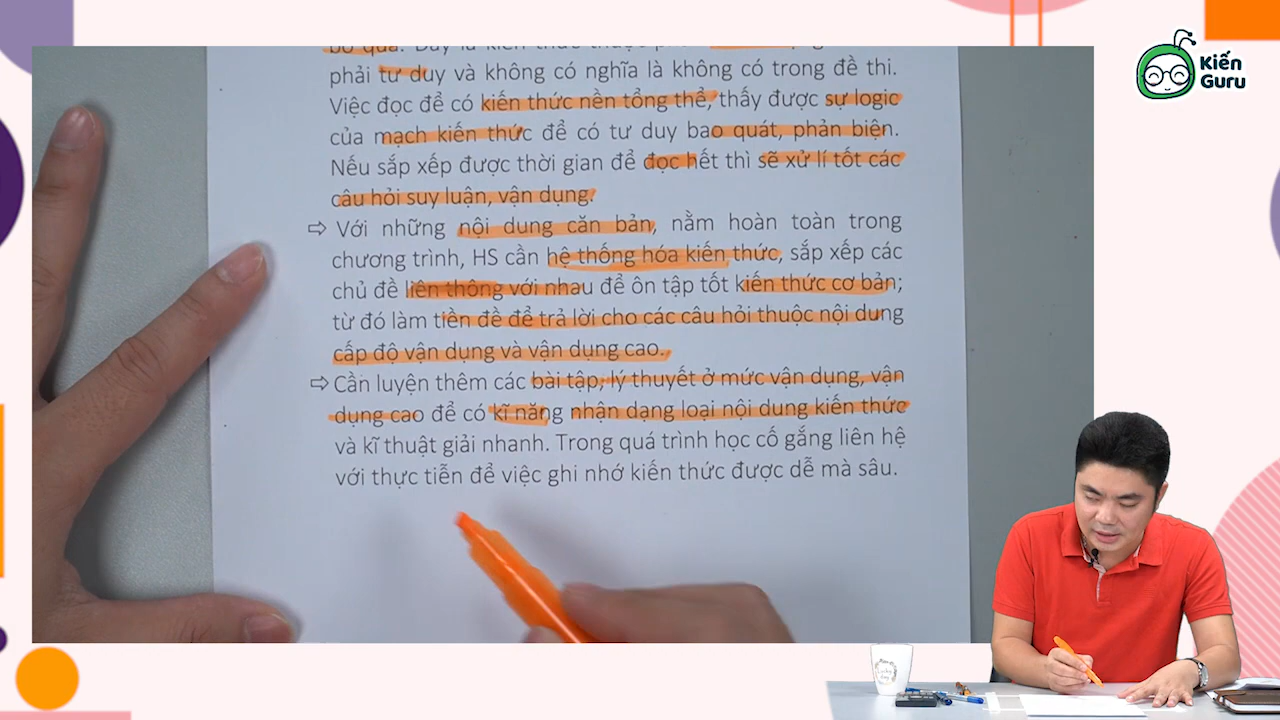 bỏ qua. Đây là kiến thức thuộc
phải tư duy và không có nghĩa là không có trong đề thi.
Việc đọc để có kiến thức nền tổng thể, thấy được sự logic
của mạch kiến thức để có tư duy bao quát, phản biện.
Nếu sắp xếp được thời gian để đọc hết thì sẽ xử lí tốt các
câu hỏi suy luận, vận dụng.
⇨ Với những nội dung căn bản, nằm hoàn toàn trong
chương trình, HS cần hệ thống hóa kiến thức, sắp xếp các
chủ đề liên thông với nhau để ôn tập tốt kiến thức cơ bản;
từ đó làm tiền đề để trả lời cho các câu hỏi thuộc nội dung
cấp độ vận dụng và vận dụng cao.
⇨ Cần luyện thêm các bài tập; lý thuyết ở mức vận dụng, vận
dụng cao để có kĩ năng nhận dạng loại nội dung kiến thức
và kĩ thuật giải nhanh. Trong quá trình học cố gắng liên hệ
với thực tiễn để việc ghi nhớ kiến thức được dễ mà sâu.
Kiến
Guru